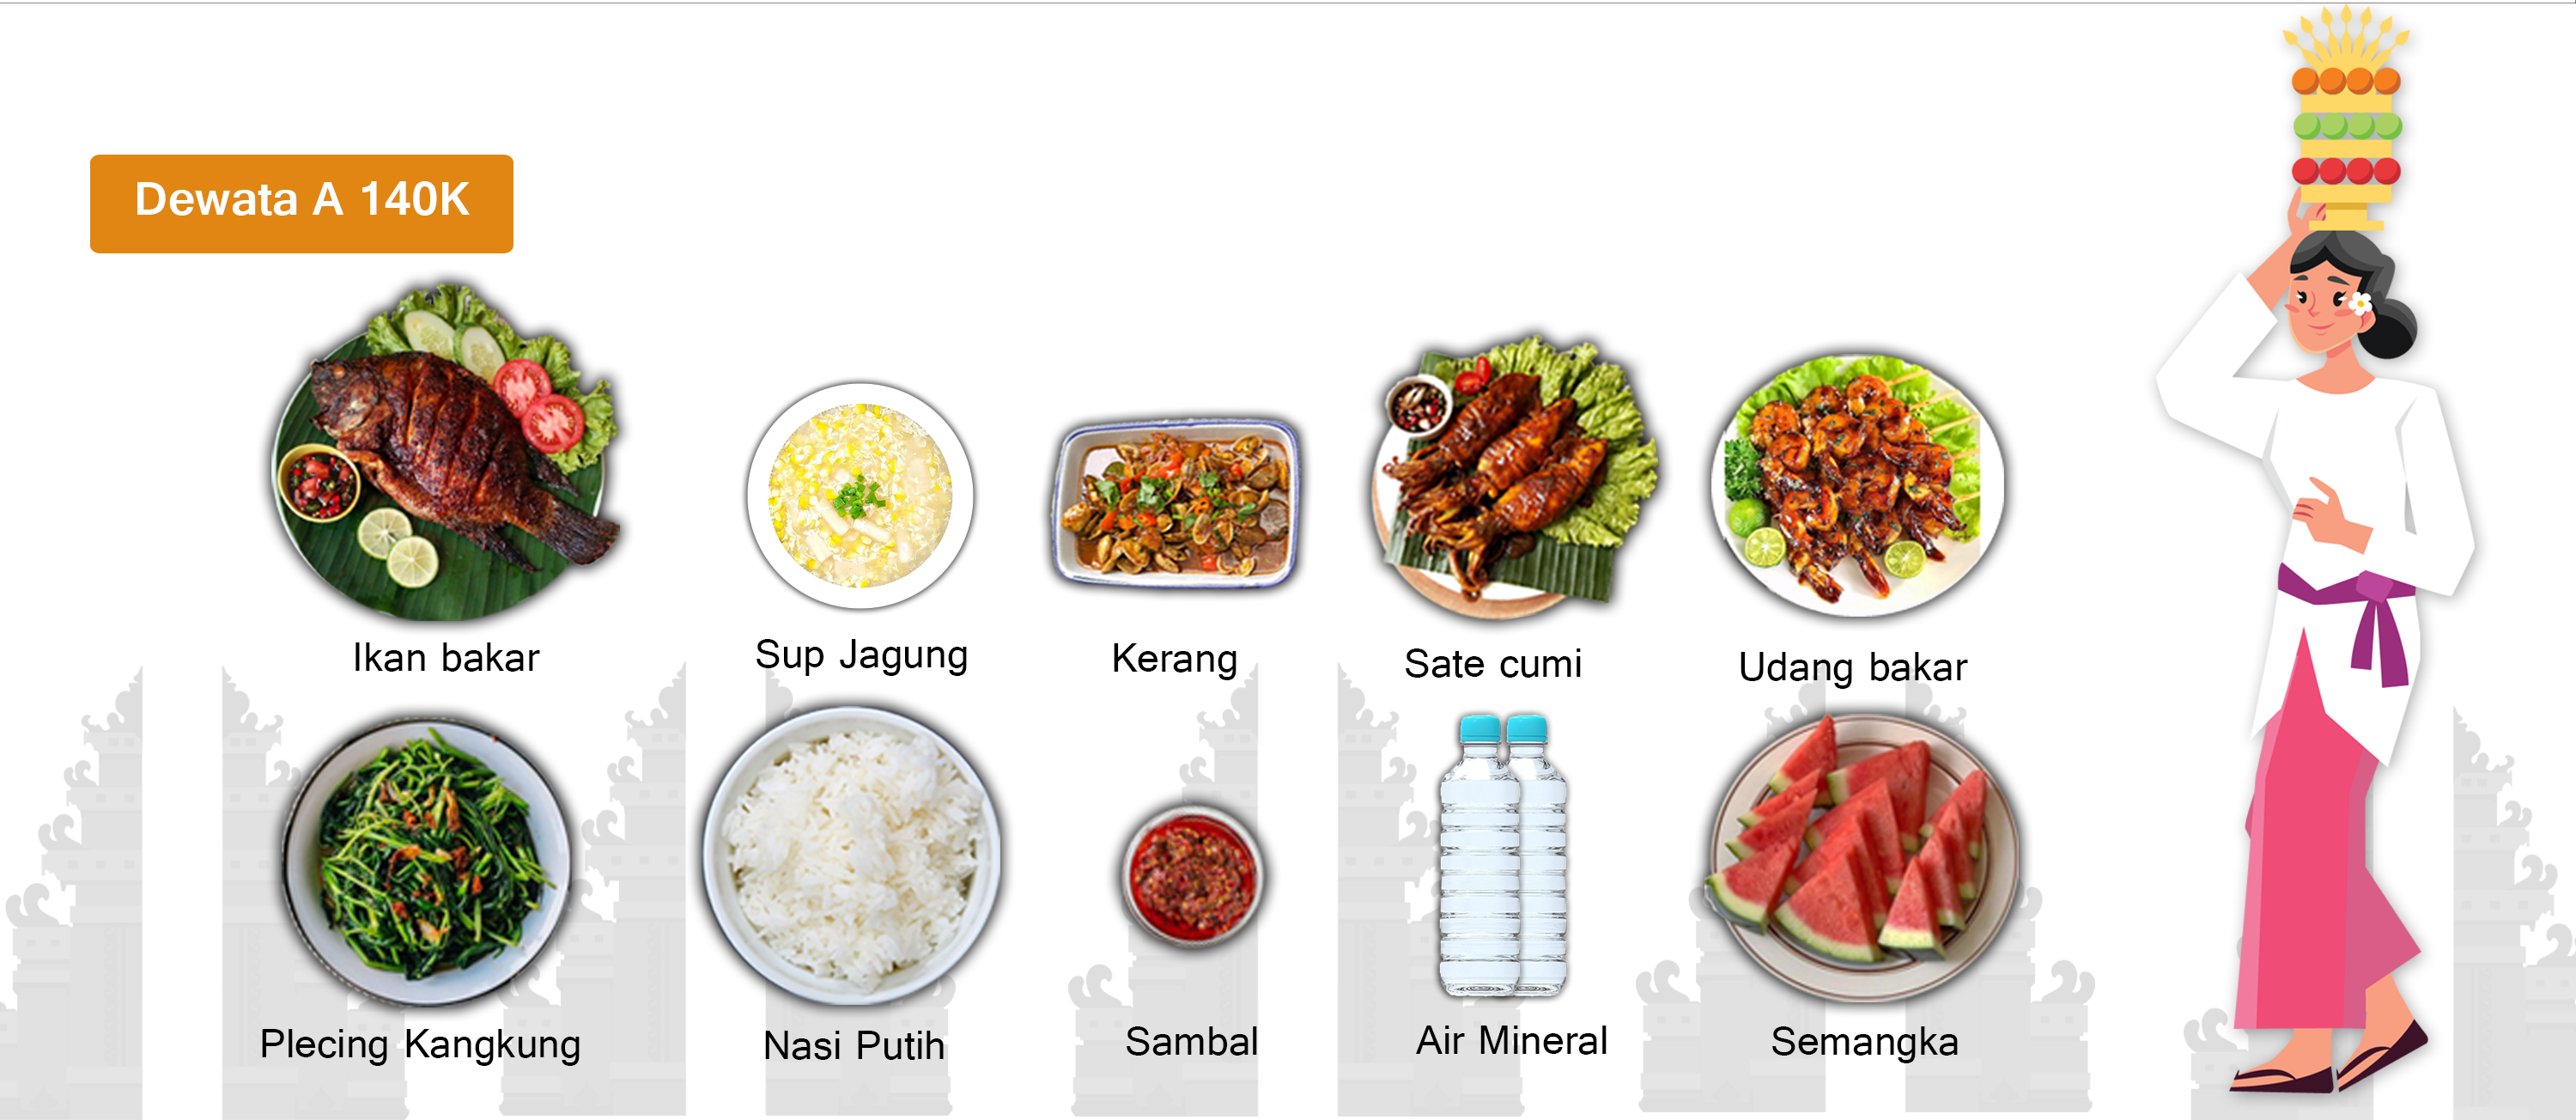 Dewata A 140K
Ikan bakar
Sup Jagung
Kerang
Sate cumi
Udang bakar
Plecing Kangkung
Nasi Putih
Sambal
Air Mineral
Semangka